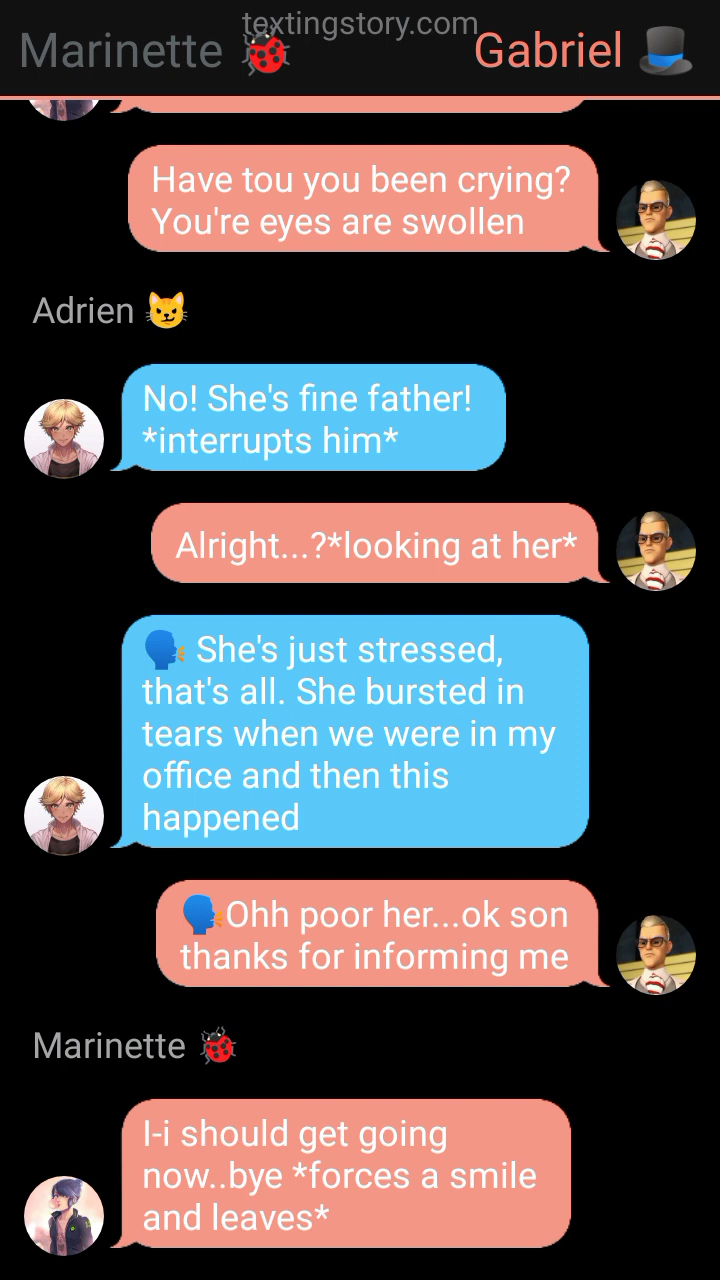 textingstory.com
Marinette 🐞
Gabriel 🎩
Have tou you been crying?
You're eyes are swollen
Adrien 😼
No! She's fine father!
*interrupts him*
Alright...?*looking at her*
🗣️ She's just stressed,
that's all. She bursted in
tears when we were in my
office and then this
happened
🗣️Ohh poor her...ok son
thanks for informing me
Marinette 🐞
I-i should get going
now..bye *forces a smile
and leaves*